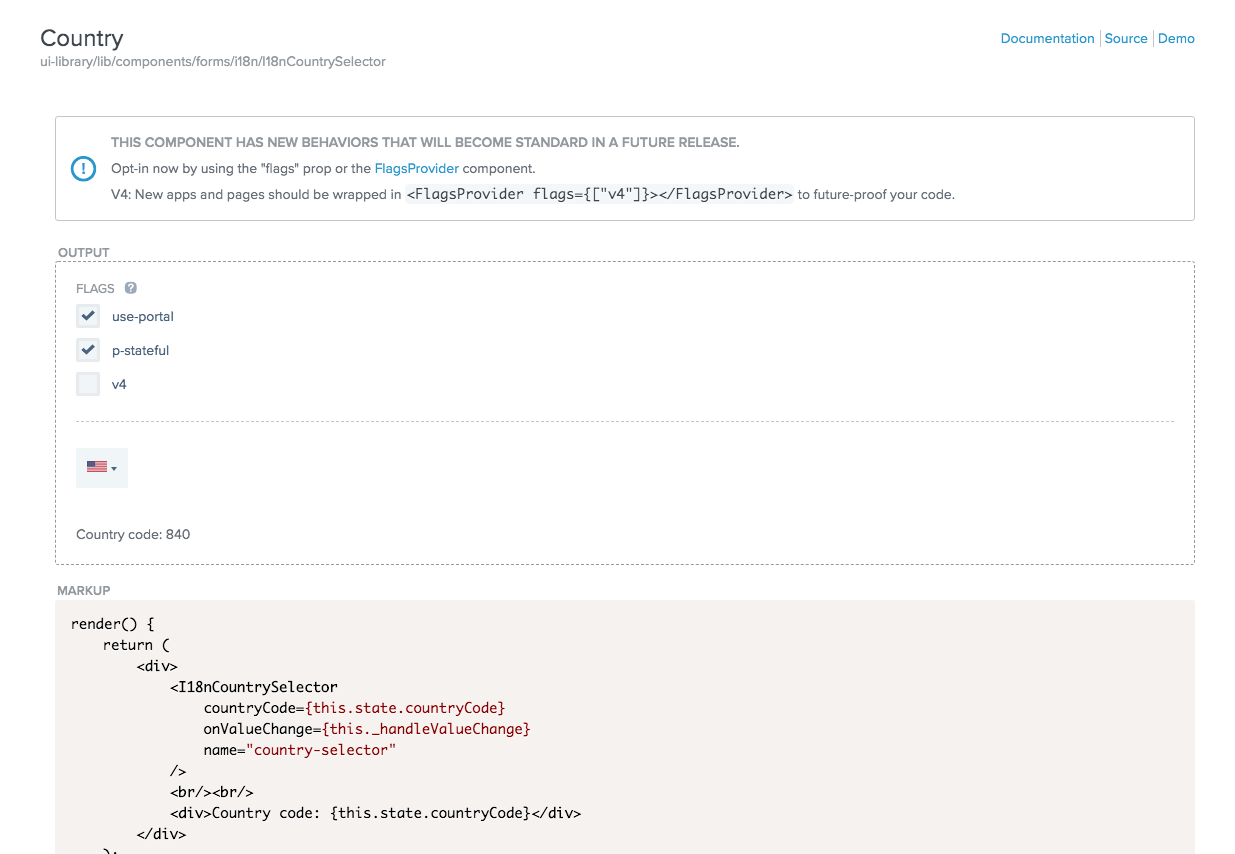 Country
Documentation Source Demo
ui-library/lib/components/forms/i18n/I18nCountrySelector
THIS COMPONENT HAS NEW BEHAVIORS THAT WILL BECOME STANDARD IN A FUTURE RELEASE.
Opt-in now by using the "flags" prop or the FlagsProvider component.
V4: New apps and pages should be wrapped in <FlagsProvider flags={["v4"]}></FlagsProvider> to future-proof your code.
OUTPUT
FLAGS ?
use-portal
p-stateful
v4
Country code: 840
MARKUP
render() {
return (
<div>
<I18nCountrySelector
countryCode={this.state.countryCode}
onValueChange={this._handleValueChange}
name="country-selector"
/>
<br/><br/>
<div>Country code: {this.state.countryCode}</div>
</div>
);